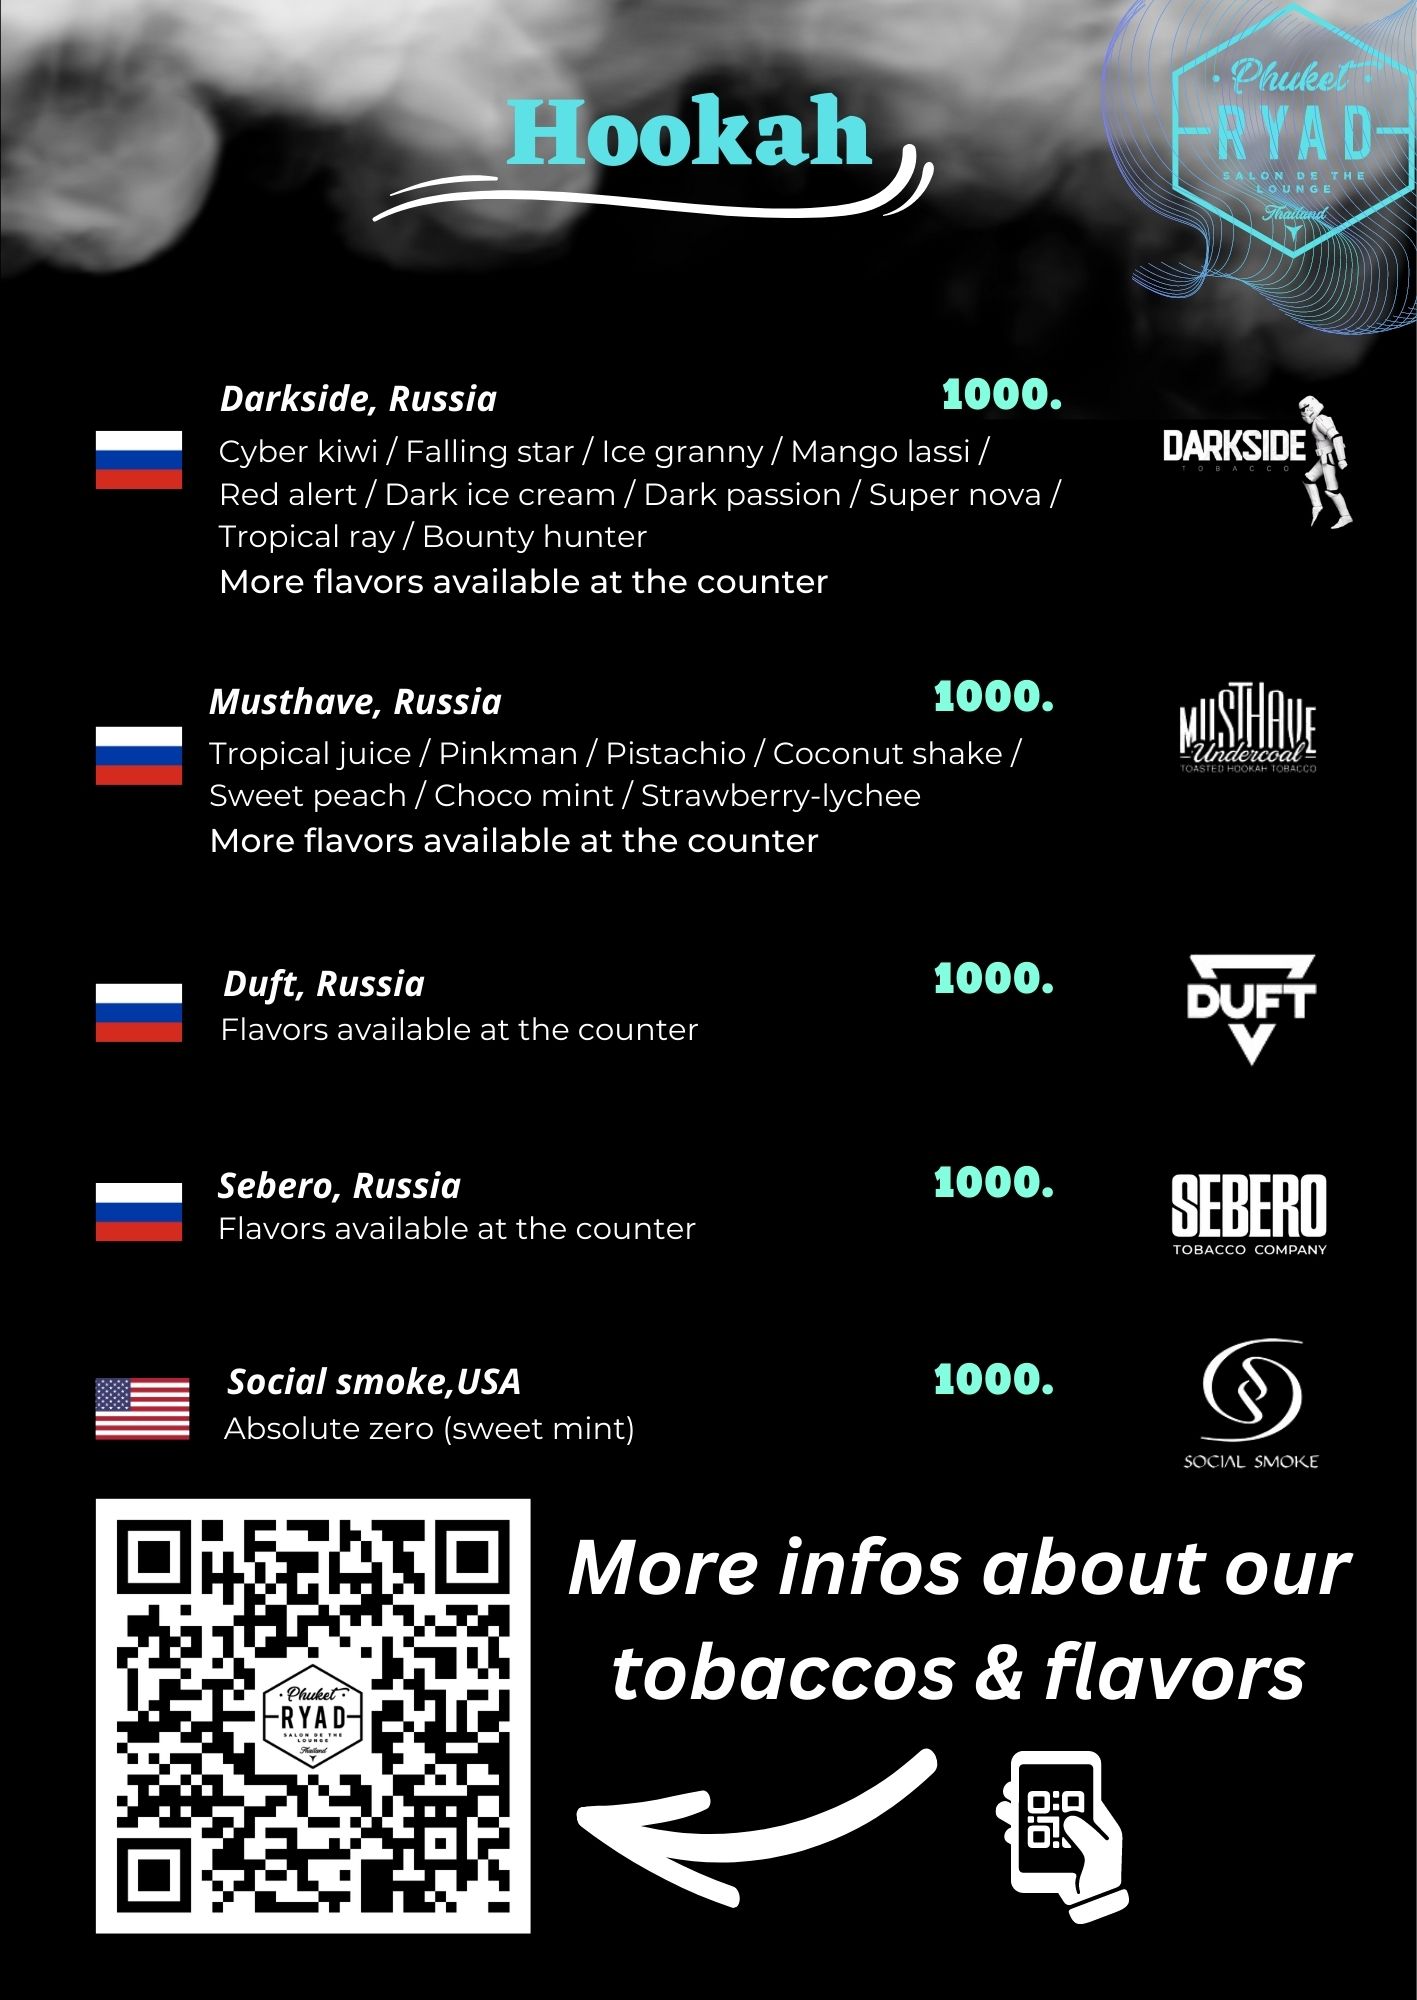 Hookah
Phuket
RYAD
SALON DE THE
LOUNGE
Thailand
Darkside, Russia
1000.
Cyber kiwi / Falling star / Ice granny / Mango lassi /
Red alert / Dark ice cream / Dark passion / Super nova /
Tropical ray / Bounty hunter
More flavors available at the counter
DARKSIDE
TOBACCO
Musthave, Russia
1000.
Tropical juice / Pinkman / Pistachio / Coconut shake /
Sweet peach / Choco mint / Strawberry-lychee
More flavors available at the counter
MUSTHAVE
Undercoal
TOASTED HOOKAH TOBACCO
Duft, Russia
1000.
Flavors available at the counter
DUFT
Sebero, Russia
1000.
Flavors available at the counter
SEBERO
TOBACCO COMPANY
Social smoke,USA
1000.
Absolute zero (sweet mint)
SOCIAL SMOKE
More infos about our
tobaccos & flavors
Phuket
RYAD
SALON DE THE
LOUNGE
Thailand